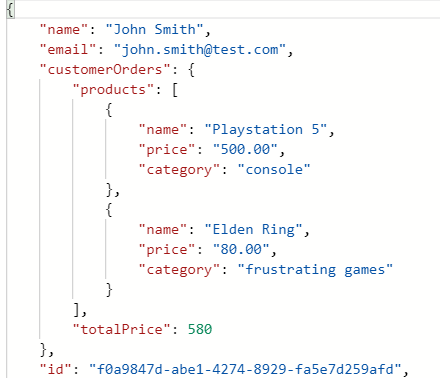 {
    "name": "John Smith",
    "email": "john.smith@test.com",
    "customerOrders": {
        "products": [
            {
                "name": "Playstation 5",
                "price": "500.00",
                "category": "console"
            },
            {
                "name": "Elden Ring",
                "price": "80.00",
                "category": "frustrating games"
            }
        ],
        "totalPrice": 580
    },
    "id": "f0a9847d-abe1-4274-8929-fa5e7d259afd",